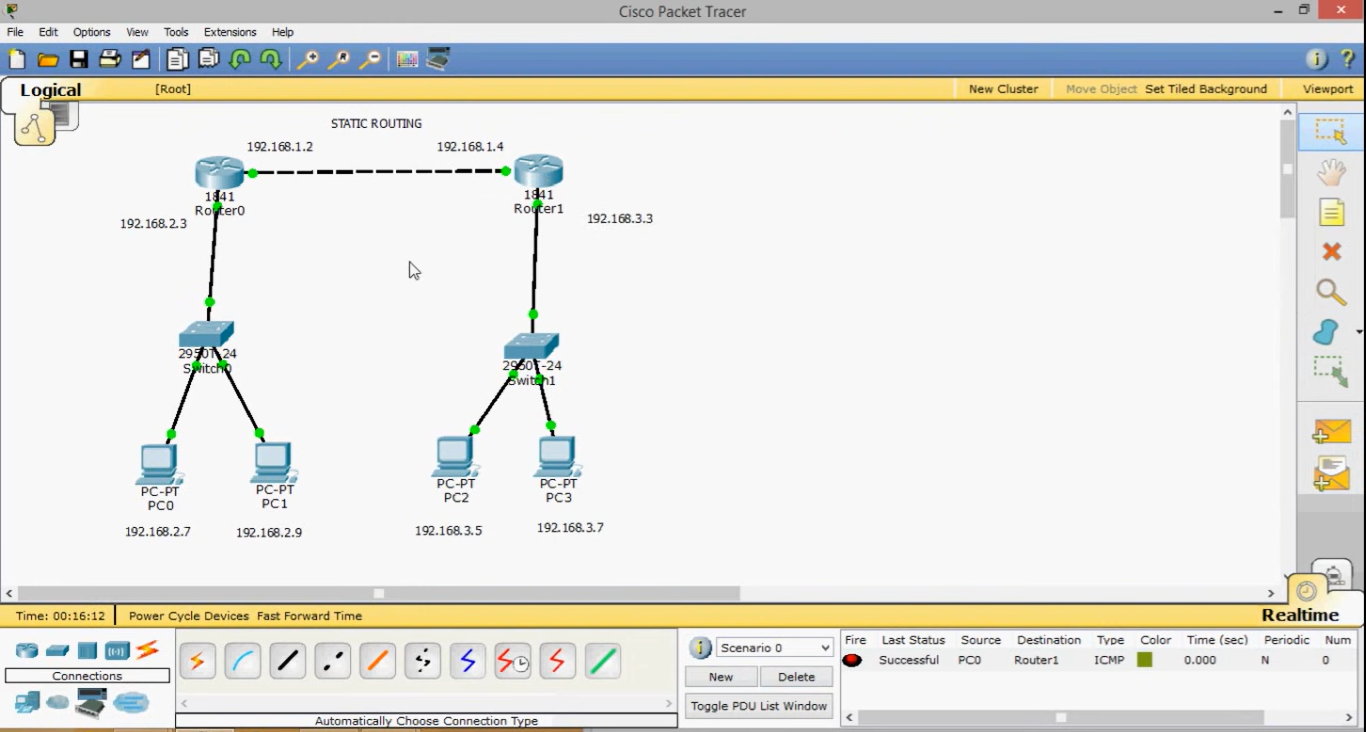 Cisco Packet Tracer
File Edit Options View Tools Extensions Help
Logical [Root] New Cluster Move Object Set Tiled Background Viewport
STATIC ROUTING
192.168.1.2 192.168.1.4
1841
Router0
1841
Router1
192.168.2.3
192.168.3.3
2950T-24
Switch0
2950T-24
Switch1
PC-PT
PC0
PC-PT
PC1
PC-PT
PC2
PC-PT
PC3
192.168.2.7
192.168.2.9
192.168.3.5
192.168.3.7
Time: 00:16:12 Power Cycle Devices Fast Forward Time Realtime
Connections
Automatically Choose Connection Type
Scenario 0
New Delete
Toggle PDU List Window
Fire Last Status Source Destination Type Color Time (sec) Periodic Num
Successful PC0 Router1 ICMP 0.000 N 0